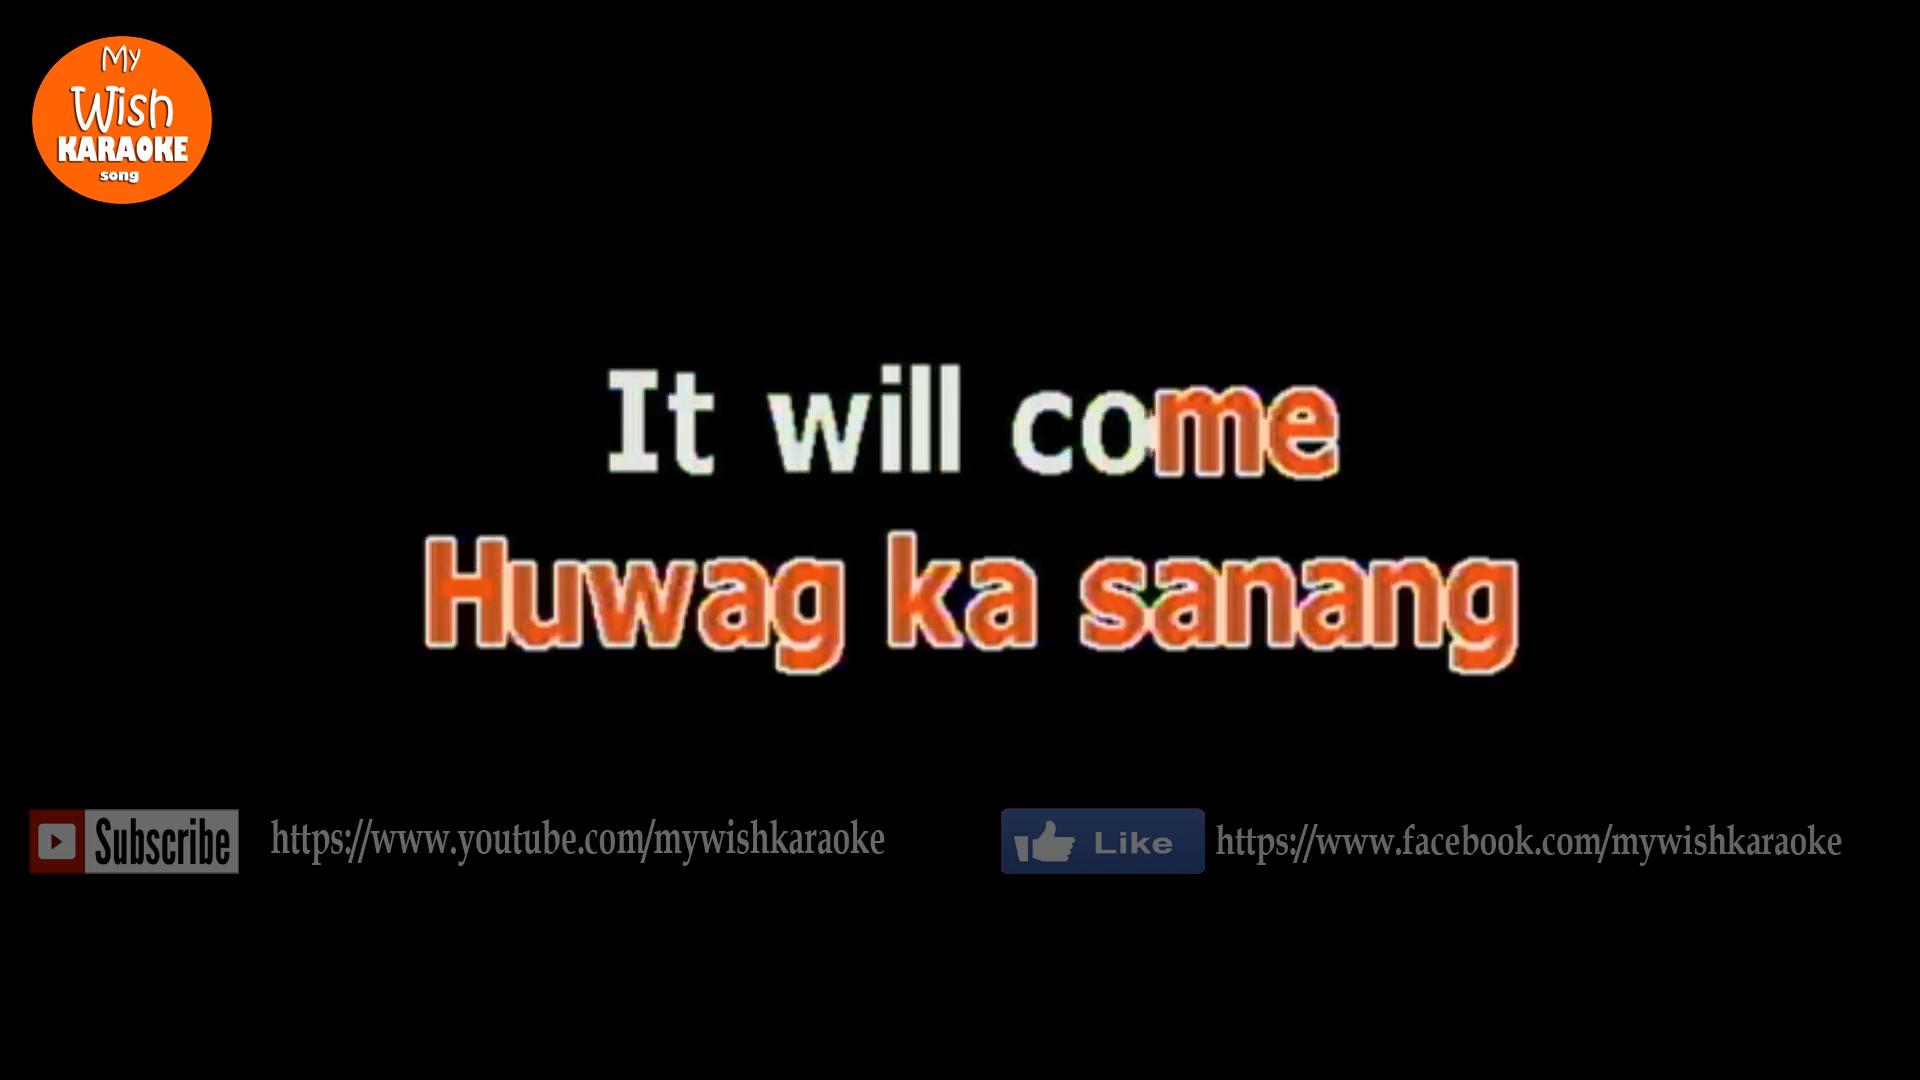 My
Wish
KARAOKE
song
It will come
Huwag ka sanang
Subscribe
https://www.youtube.com/mywishkaraoke
Like
https://www.facebook.com/mywishkaraoke